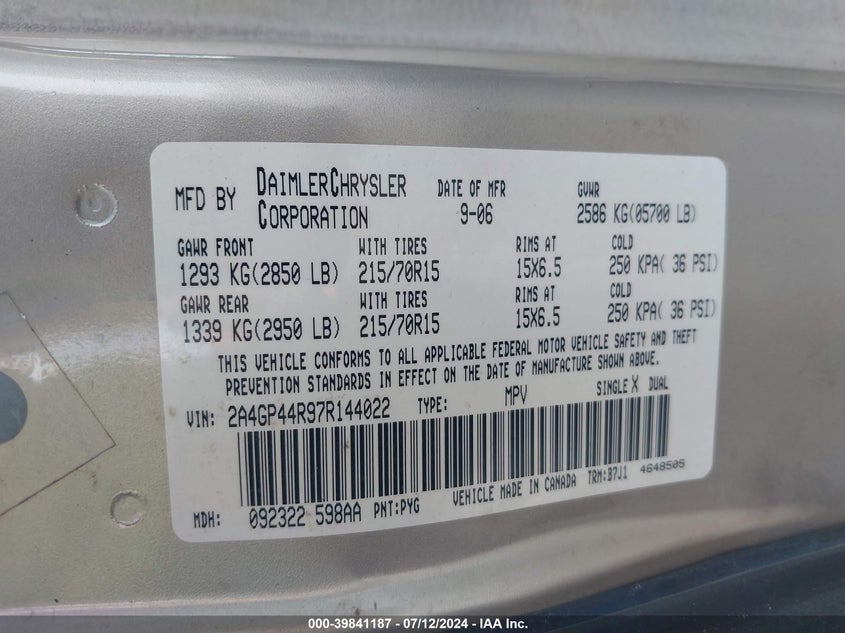 MFD BY DAIMLERCHRYSLER CORPORATION DATE OF MFR 9-06 GVWR 2586 KG(05700 LB)
GAWR FRONT WITH TIRES RIMS AT COLD
1293 KG(2850 LB) 215/70R15 15X6.5 250 KPA( 36 PSI)
GAWR REAR WITH TIRES RIMS AT COLD
1339 KG(2950 LB) 215/70R15 15X6.5 250 KPA( 36 PSI)
THIS VEHICLE CONFORMS TO ALL APPLICABLE FEDERAL MOTOR VEHICLE SAFETY AND THEFT
PREVENTION STANDARDS IN EFFECT ON THE DATE OF MANUFACTURE SHOWN ABOVE.
VIN: 2A4GP44R97R144022 TYPE: MPV SINGLE X DUAL
MDH: 092322 598AA PNT:PYG VEHICLE MADE IN CANADA TRM:B7J1 4648505
000-39841187 - 07/12/2024 - IAA Inc.